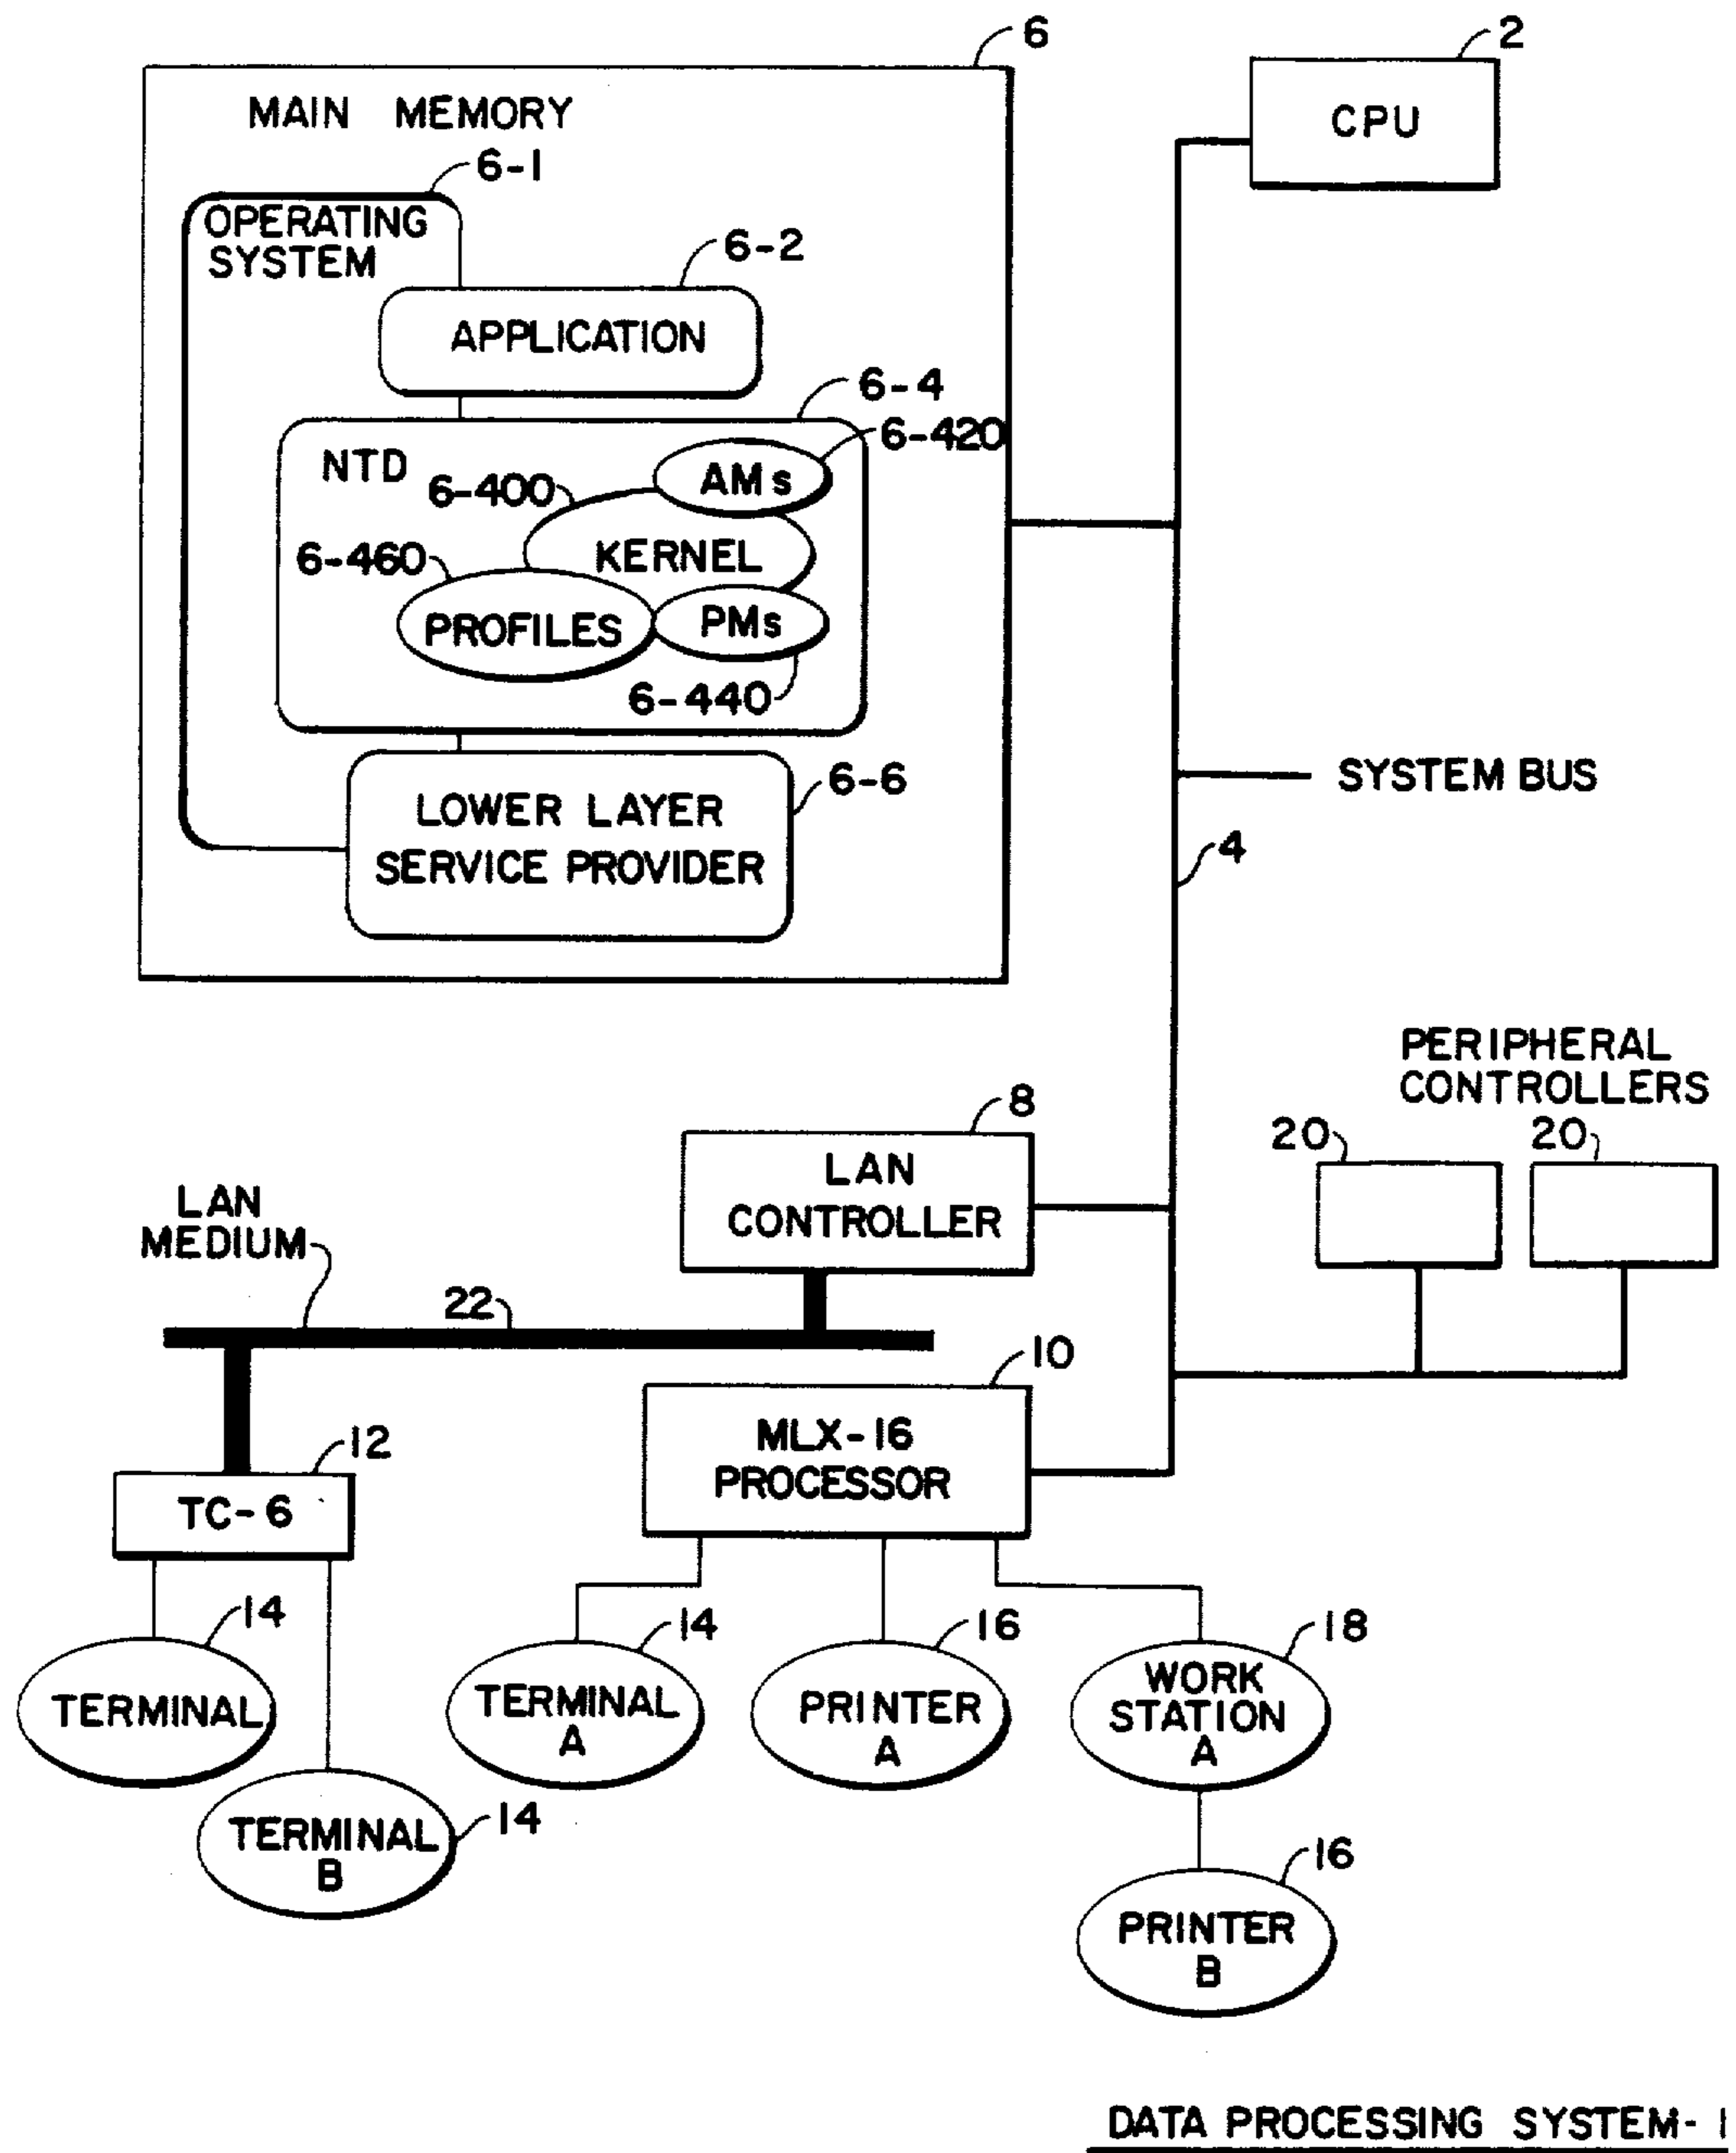 6
2
MAIN MEMORY
CPU
6-1
OPERATING
SYSTEM
6-2
APPLICATION
6-4
6-420
NTD
AMs
6-400
KERNEL
6-460
PROFILES
PMs
6-440
6-6
LOWER LAYER
SERVICE PROVIDER
SYSTEM BUS
4
PERIPHERAL
CONTROLLERS
20
20
8
LAN
CONTROLLER
LAN
MEDIUM
22
10
MLX-16
PROCESSOR
12
TC-6
14
TERMINAL
14
TERMINAL
B
14
TERMINAL
A
16
PRINTER
A
18
WORK
STATION
A
16
PRINTER
B
DATA PROCESSING SYSTEM-1